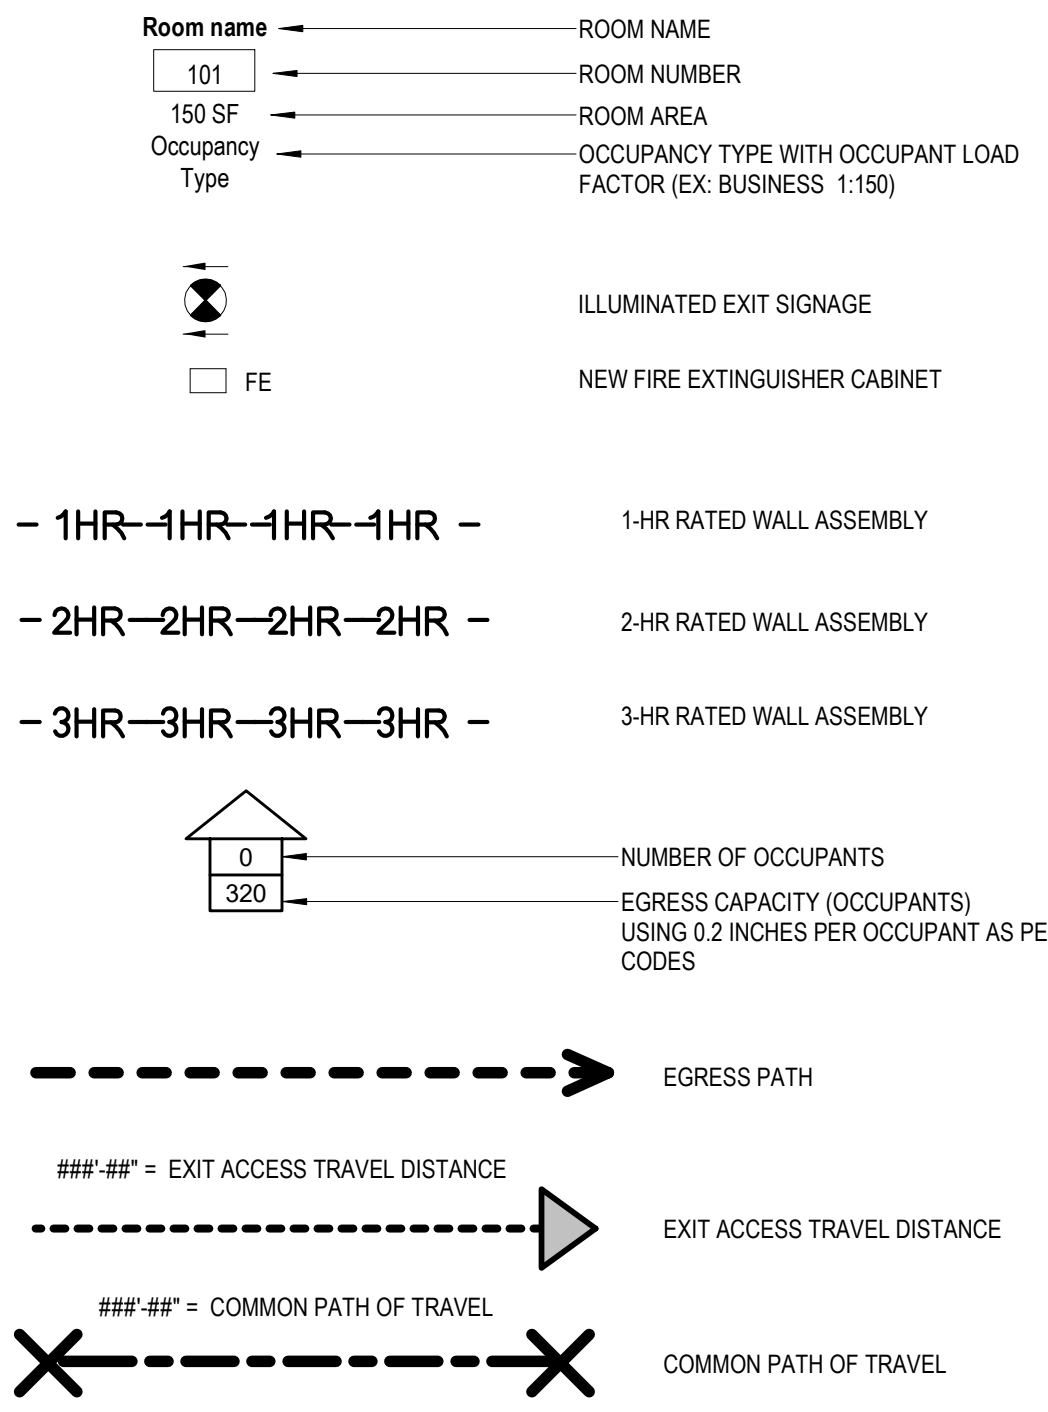 Room name ROOM NAME
101 ROOM NUMBER
150 SF ROOM AREA
Occupancy OCCUPANCY TYPE WITH OCCUPANT LOAD
Type FACTOR (EX: BUSINESS 1:150)
ILLUMINATED EXIT SIGNAGE
FE NEW FIRE EXTINGUISHER CABINET
1HR 1HR 1HR 1HR 1-HR RATED WALL ASSEMBLY
2HR 2HR 2HR 2HR 2-HR RATED WALL ASSEMBLY
3HR 3HR 3HR 3HR 3-HR RATED WALL ASSEMBLY
0 NUMBER OF OCCUPANTS
320 EGRESS CAPACITY (OCCUPANTS)
USING 0.2 INCHES PER OCCUPANT AS PE
CODES
EGRESS PATH
###'-##" = EXIT ACCESS TRAVEL DISTANCE
EXIT ACCESS TRAVEL DISTANCE
###'-##" = COMMON PATH OF TRAVEL
COMMON PATH OF TRAVEL